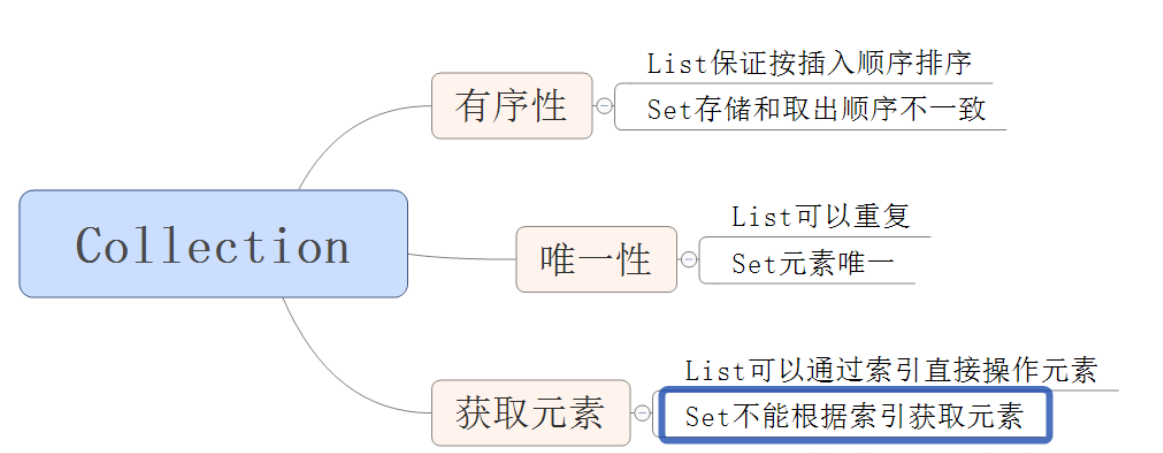 Collection
有序性
List保证按插入顺序排序
Set存储和取出顺序不一致
唯一性
List可以重复
Set元素唯一
获取元素
List可以通过索引直接操作元素
Set不能根据索引获取元素